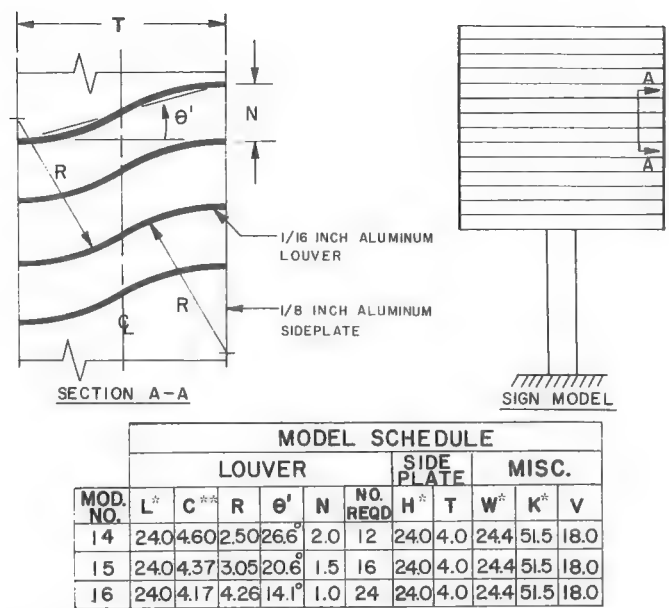 T
A
θ'
N
R
A
1/16 INCH ALUMINUM
LOUVER
R
1/8 INCH ALUMINUM
SIDEPLATE
℄
SECTION A-A
SIGN MODEL
MODEL SCHEDULE
LOUVER SIDE PLATE MISC.
MOD. NO. L* C** R θ' N NO. REQD H* T W* K* V
14 24.0 4.60 2.50 26.6° 2.0 12 24.0 4.0 24.4 51.5 18.0
15 24.0 4.37 3.05 20.6° 1.5 16 24.0 4.0 24.4 51.5 18.0
16 24.0 4.17 4.26 14.1° 1.0 24 24.0 4.0 24.4 51.5 18.0